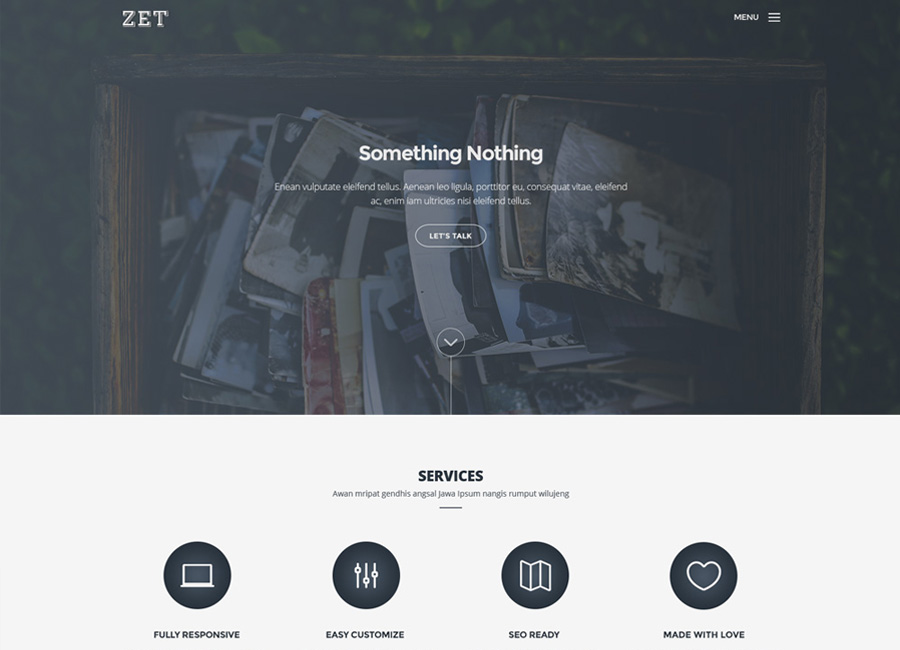 ZET
MENU
Something Nothing
Enean vulputate eleifend tellus. Aenean leo ligula, porttitor eu, consequat vitae, eleifend
ac, enim iam ultricies nisi eleifend tellus.
LET'S TALK
SERVICES
Awan mripat gendhis angsal Jawa Ipsum nangis rumput wilujeng
FULLY RESPONSIVE
EASY CUSTOMIZE
SEO READY
MADE WITH LOVE